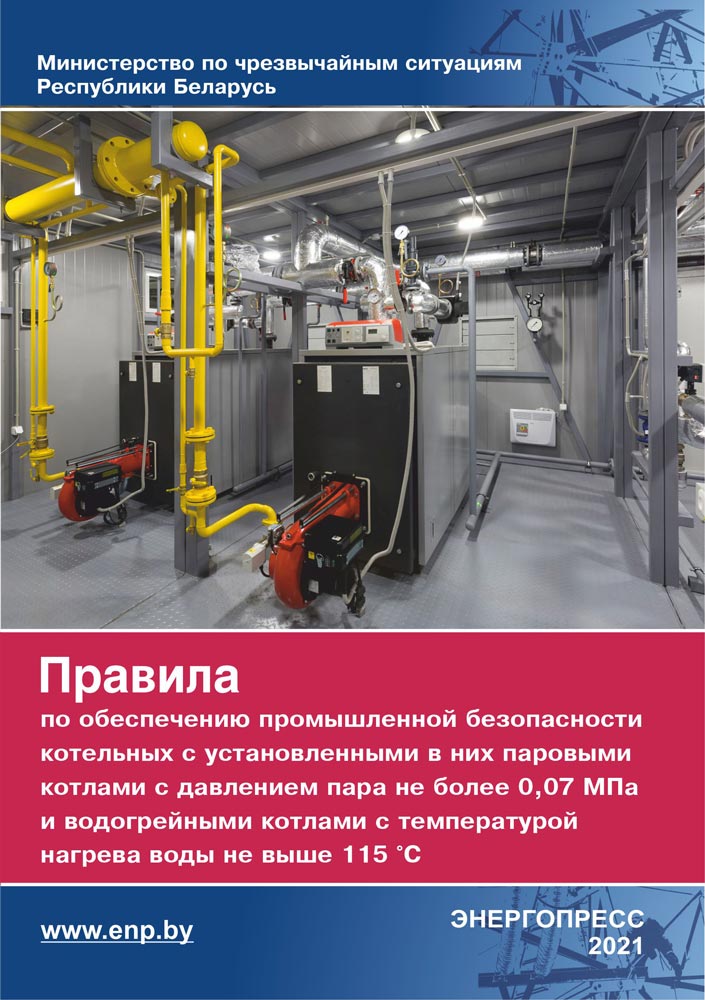 Министерство по чрезвычайным ситуациям
Республики Беларусь
Правила
по обеспечению промышленной безопасности
котельных с установленными в них паровыми
котлами с давлением пара не более 0,07 МПа
и водогрейными котлами с температурой
нагрева воды не выше 115 °С
www.enp.by
ЭНЕРГОПРЕСС
2021